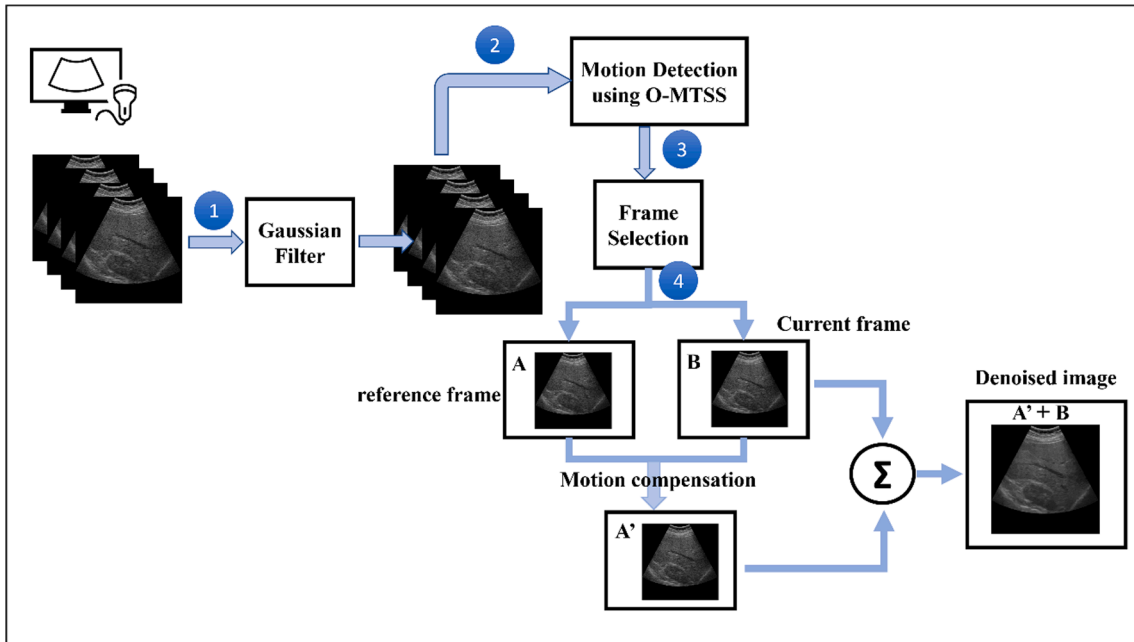 2
Motion Detection
using O-MTSS
3
1
Gaussian
Filter
Frame
Selection
4
Current frame
A
B
reference frame
Denoised image
A' + B
Σ
Motion compensation
A'